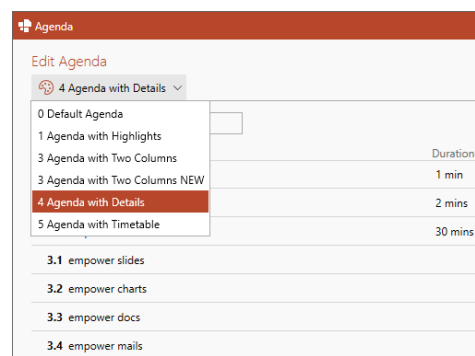 Agenda
Edit Agenda
4 Agenda with Details
0 Default Agenda
1 Agenda with Highlights
3 Agenda with Two Columns
3 Agenda with Two Columns NEW
4 Agenda with Details
5 Agenda with Timetable
Duration
1 min
2 mins
30 mins
3.1 empower slides
3.2 empower charts
3.3 empower docs
3.4 empower mails